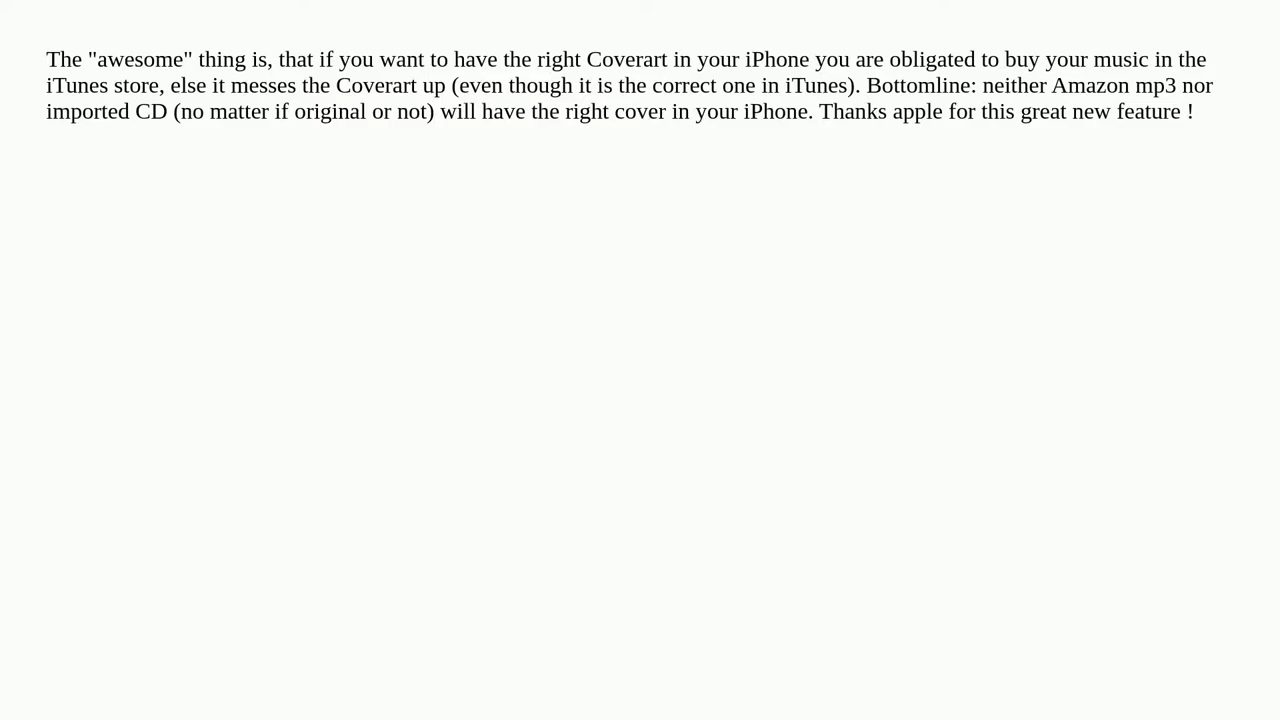 The "awesome" thing is, that if you want to have the right Coverart in your iPhone you are obligated to buy your music in the
iTunes store, else it messes the Coverart up (even though it is the correct one in iTunes). Bottomline: neither Amazon mp3 nor
imported CD (no matter if original or not) will have the right cover in your iPhone. Thanks apple for this great new feature !